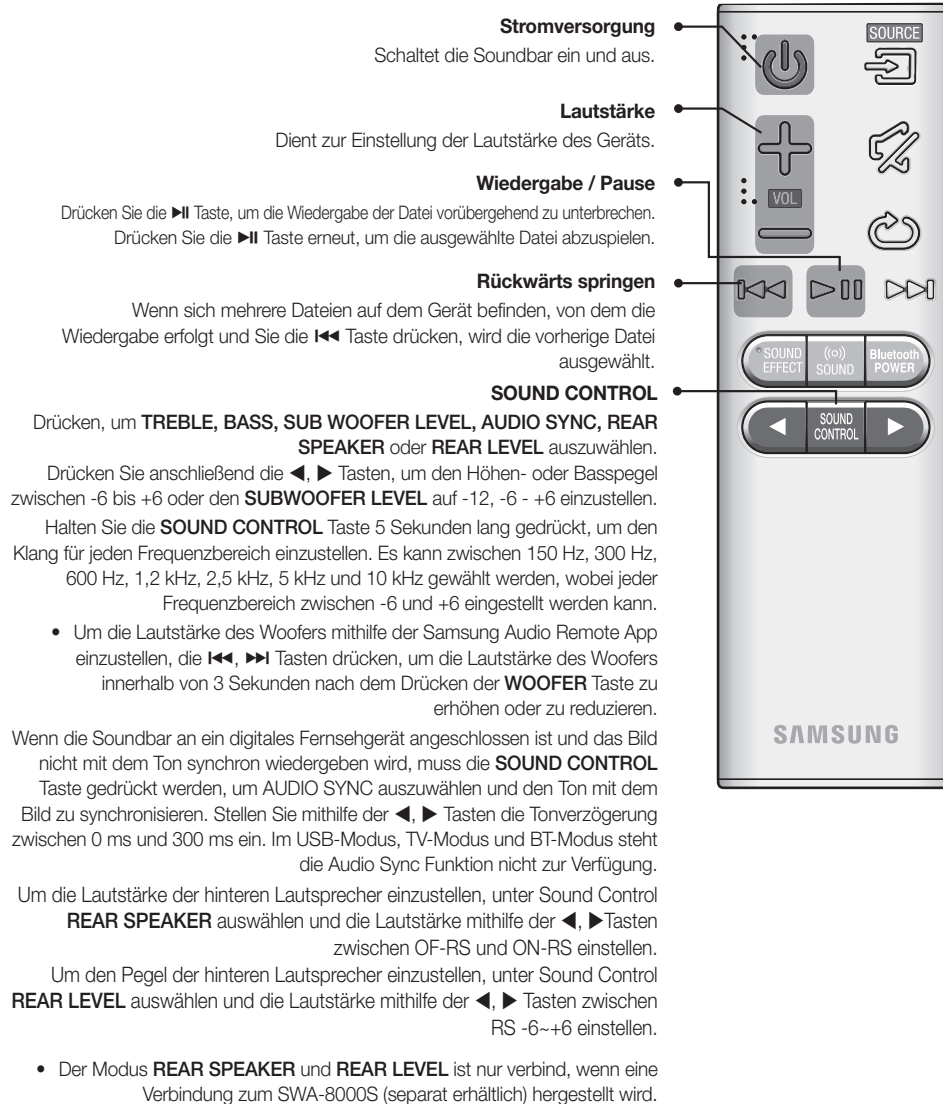 Stromversorgung
Schaltet die Soundbar ein und aus.
Lautstärke
Dient zur Einstellung der Lautstärke des Geräts.
Wiedergabe / Pause
Drücken Sie die ►II Taste, um die Wiedergabe der Datei vorübergehend zu unterbrechen.
Drücken Sie die ►II Taste erneut, um die ausgewählte Datei abzuspielen.
Rückwärts springen
Wenn sich mehrere Dateien auf dem Gerät befinden, von dem die
Wiedergabe erfolgt und Sie die I◄◄ Taste drücken, wird die vorherige Datei
ausgewählt.
SOUND CONTROL
Drücken, um TREBLE, BASS, SUB WOOFER LEVEL, AUDIO SYNC, REAR
SPEAKER oder REAR LEVEL auszuwählen.
Drücken Sie anschließend die ◄, ► Tasten, um den Höhen- oder Basspegel
zwischen -6 bis +6 oder den SUBWOOFER LEVEL auf -12, -6 - +6 einzustellen.
Halten Sie die SOUND CONTROL Taste 5 Sekunden lang gedrückt, um den
Klang für jeden Frequenzbereich einzustellen. Es kann zwischen 150 Hz, 300 Hz,
600 Hz, 1,2 kHz, 2,5 kHz, 5 kHz und 10 kHz gewählt werden, wobei jeder
Frequenzbereich zwischen -6 und +6 eingestellt werden kann.
• Um die Lautstärke des Woofers mithilfe der Samsung Audio Remote App
einzustellen, die I◄◄, ►►I Tasten drücken, um die Lautstärke des Woofers
innerhalb von 3 Sekunden nach dem Drücken der WOOFER Taste zu
erhöhen oder zu reduzieren.
Wenn die Soundbar an ein digitales Fernsehgerät angeschlossen ist und das Bild
nicht mit dem Ton synchron wiedergeben wird, muss die SOUND CONTROL
Taste gedrückt werden, um AUDIO SYNC auszuwählen und den Ton mit dem
Bild zu synchronisieren. Stellen Sie mithilfe der ◄, ► Tasten die Tonverzögerung
zwischen 0 ms und 300 ms ein. Im USB-Modus, TV-Modus und BT-Modus steht
die Audio Sync Funktion nicht zur Verfügung.
Um die Lautstärke der hinteren Lautsprecher einzustellen, unter Sound Control
REAR SPEAKER auswählen und die Lautstärke mithilfe der ◄, ►Tasten
zwischen OF-RS und ON-RS einstellen.
Um den Pegel der hinteren Lautsprecher einzustellen, unter Sound Control
REAR LEVEL auswählen und die Lautstärke mithilfe der ◄, ► Tasten zwischen
RS -6~+6 einstellen.
• Der Modus REAR SPEAKER und REAR LEVEL ist nur verbind, wenn eine
Verbindung zum SWA-8000S (separat erhältlich) hergestellt wird.
SOURCE
VOL
SOUND
EFFECT
((o))
SOUND
Bluetooth
POWER
SOUND
CONTROL
SAMSUNG